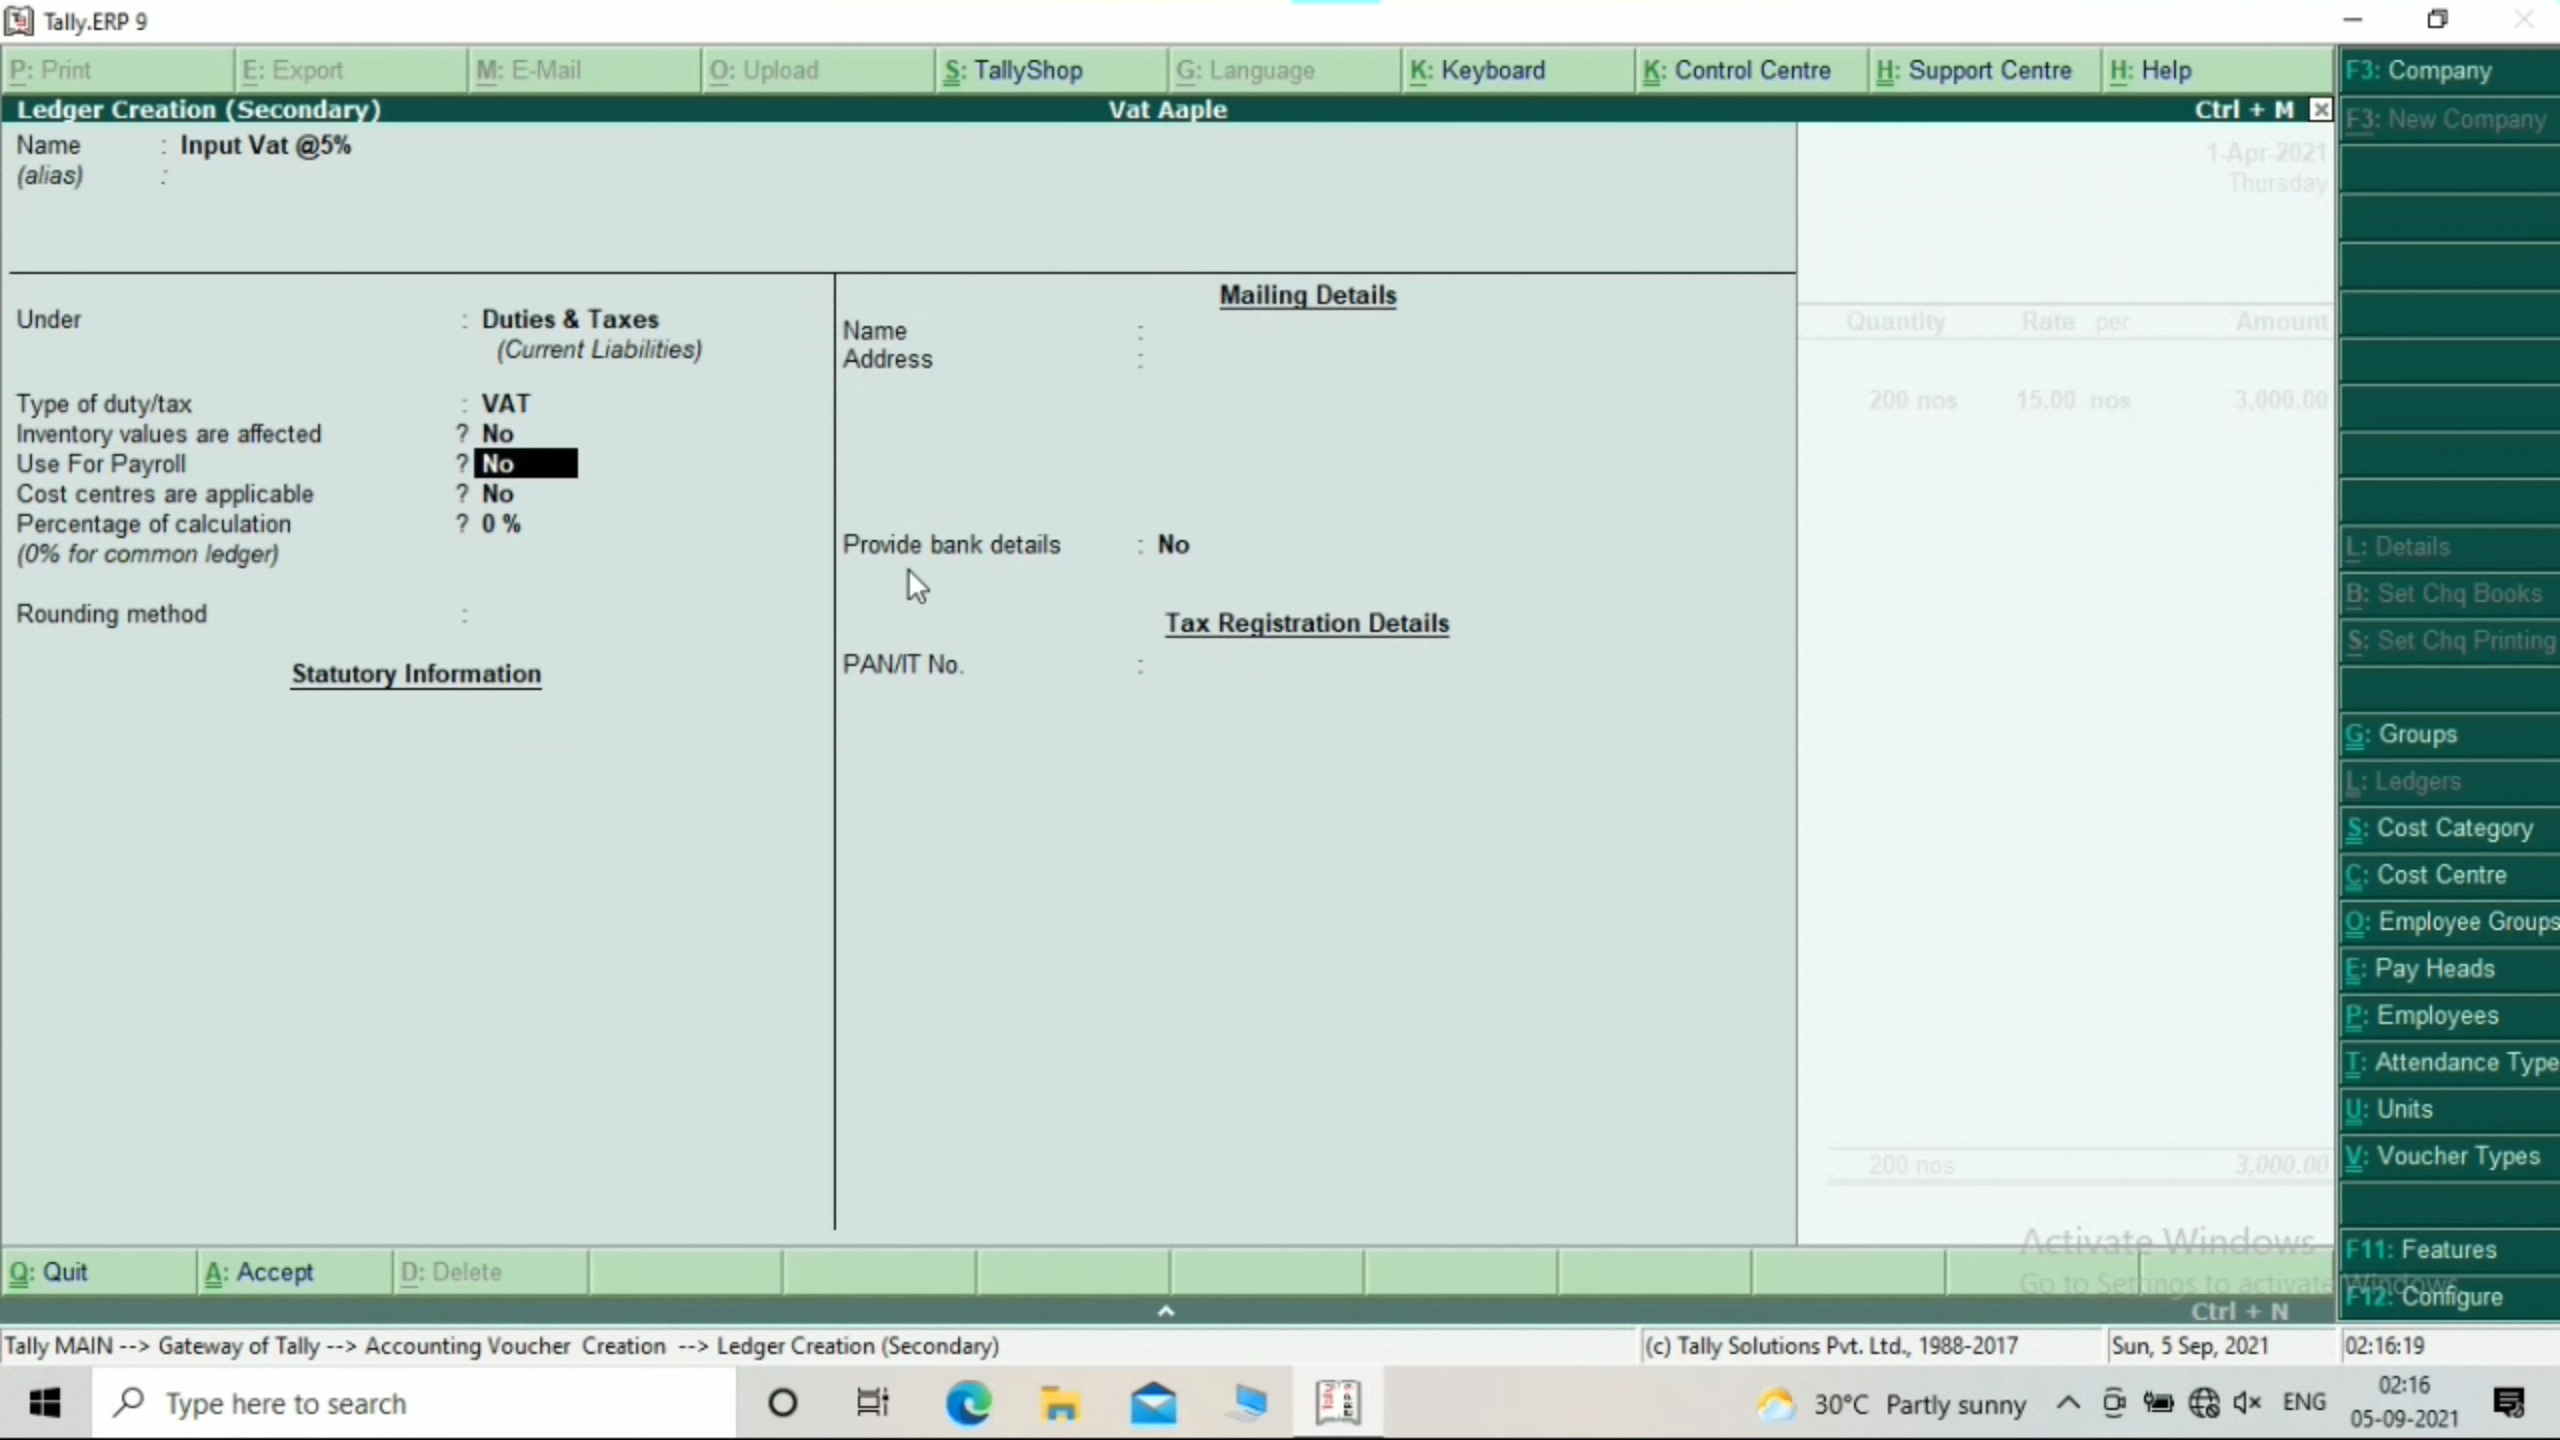 Tally.ERP 9
P: Print E: Export M: E-Mail O: Upload S: TallyShop G: Language K: Keyboard K: Control Centre H: Support Centre H: Help F3: Company
Ledger Creation (Secondary) Vat Aaple Ctrl + M
F3: New Company
Name : Input Vat @5%
(alias) :
1-Apr-2021
Thursday
Mailing Details
Under : Duties & Taxes
(Current Liabilities)
Name :
Address :
Quantity Rate per Amount
Type of duty/tax : VAT
200 nos 15.00 nos 3,000.00
Inventory values are affected ? No
Use For Payroll ? No
Cost centres are applicable ? No
Percentage of calculation ? 0 %
(0% for common ledger)
Provide bank details : No
Rounding method :
Tax Registration Details
PAN/IT No. :
Statutory Information
L: Details
B: Set Chq Books
S: Set Chq Printing
G: Groups
L: Ledgers
S: Cost Category
C: Cost Centre
O: Employee Groups
E: Pay Heads
P: Employees
T: Attendance Type
U: Units
V: Voucher Types
200 nos 3,000.00
Activate Windows
Go to Settings to activate Windows.
F11: Features
F12: Configure
Q: Quit A: Accept D: Delete
Ctrl + N
Tally MAIN --> Gateway of Tally --> Accounting Voucher Creation --> Ledger Creation (Secondary) (c) Tally Solutions Pvt. Ltd., 1988-2017 Sun, 5 Sep, 2021 02:16:19
Type here to search 30°C Partly sunny ENG 02:16
05-09-2021